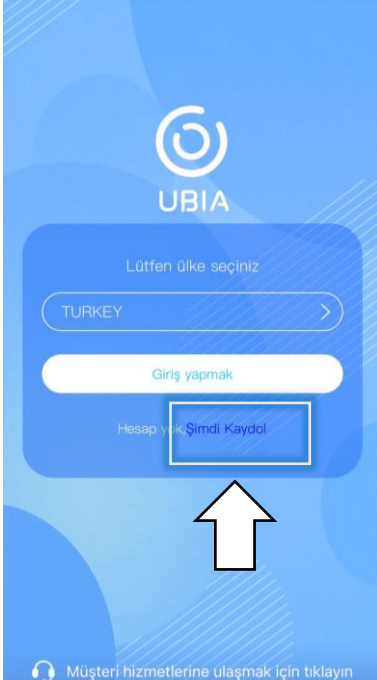 UBIA
Lütfen ülke seçiniz
TURKEY
Giriş yapmak
Hesap yok,Şimdi Kaydol
Müşteri hizmetlerine ulaşmak için tıklayın